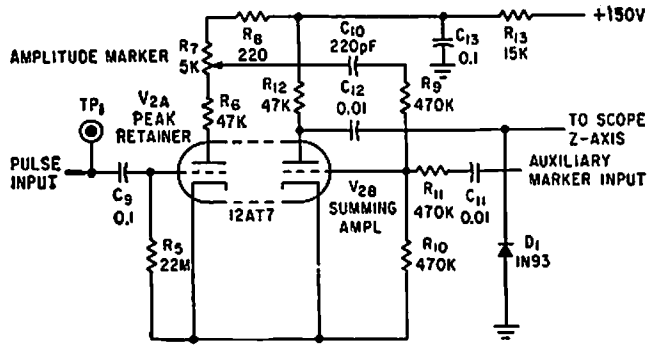 +150V
R8
220
C10
220pF
C13
0.1
R13
15K
AMPLITUDE MARKER
R7
5K
R12
47K
C12
0.01
R9
470K
TP1
V2A
PEAK
RETAINER
R6
47K
TO SCOPE
Z-AXIS
PULSE
INPUT
C9
0.1
12AT7
V2B
SUMMING
AMPL
R11
470K
C11
0.01
AUXILIARY
MARKER INPUT
R5
22M
R10
470K
D1
1N93